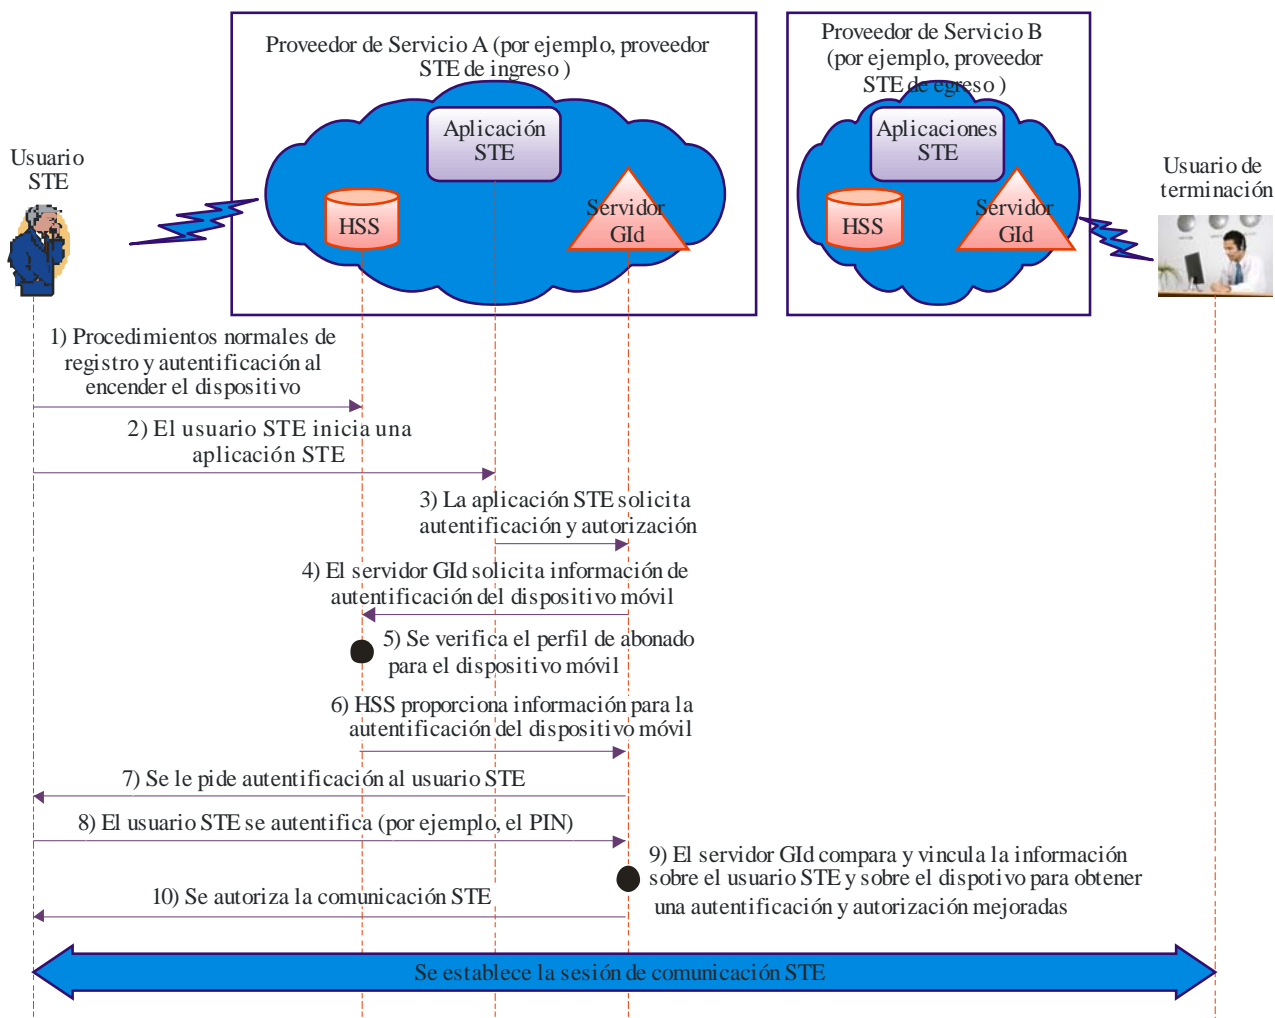 Proveedor de Servicio A (por ejemplo, proveedor
STE de ingreso )
Proveedor de Servicio B
(por ejemplo, proveedor
STE de egreso )
Usuario
STE
Aplicación
STE
HSS
Servidor
GId
Aplicaciones
STE
HSS
Servidor
GId
Usuario de
terminación
1) Procedimientos normales de
registro y autentificación al
encender el dispositivo
2) El usuario STE inicia una
aplicación STE
3) La aplicación STE solicita
autentificación y autorización
4) El servidor GId solicita información de
autentificación del dispositivo móvil
5) Se verifica el perfil de abonado
para el dispositivo móvil
6) HSS proporciona información para la
autentificación del dispositivo móvil
7) Se le pide autentificación al usuario STE
8) El usuario STE se autentifica (por ejemplo, el PIN)
9) El servidor GId compara y vincula la información
sobre el usuario STE y sobre el dispotivo para obtener
una autentificación y autorización mejoradas
10) Se autoriza la comunicación STE
Se establece la sesión de comunicación STE